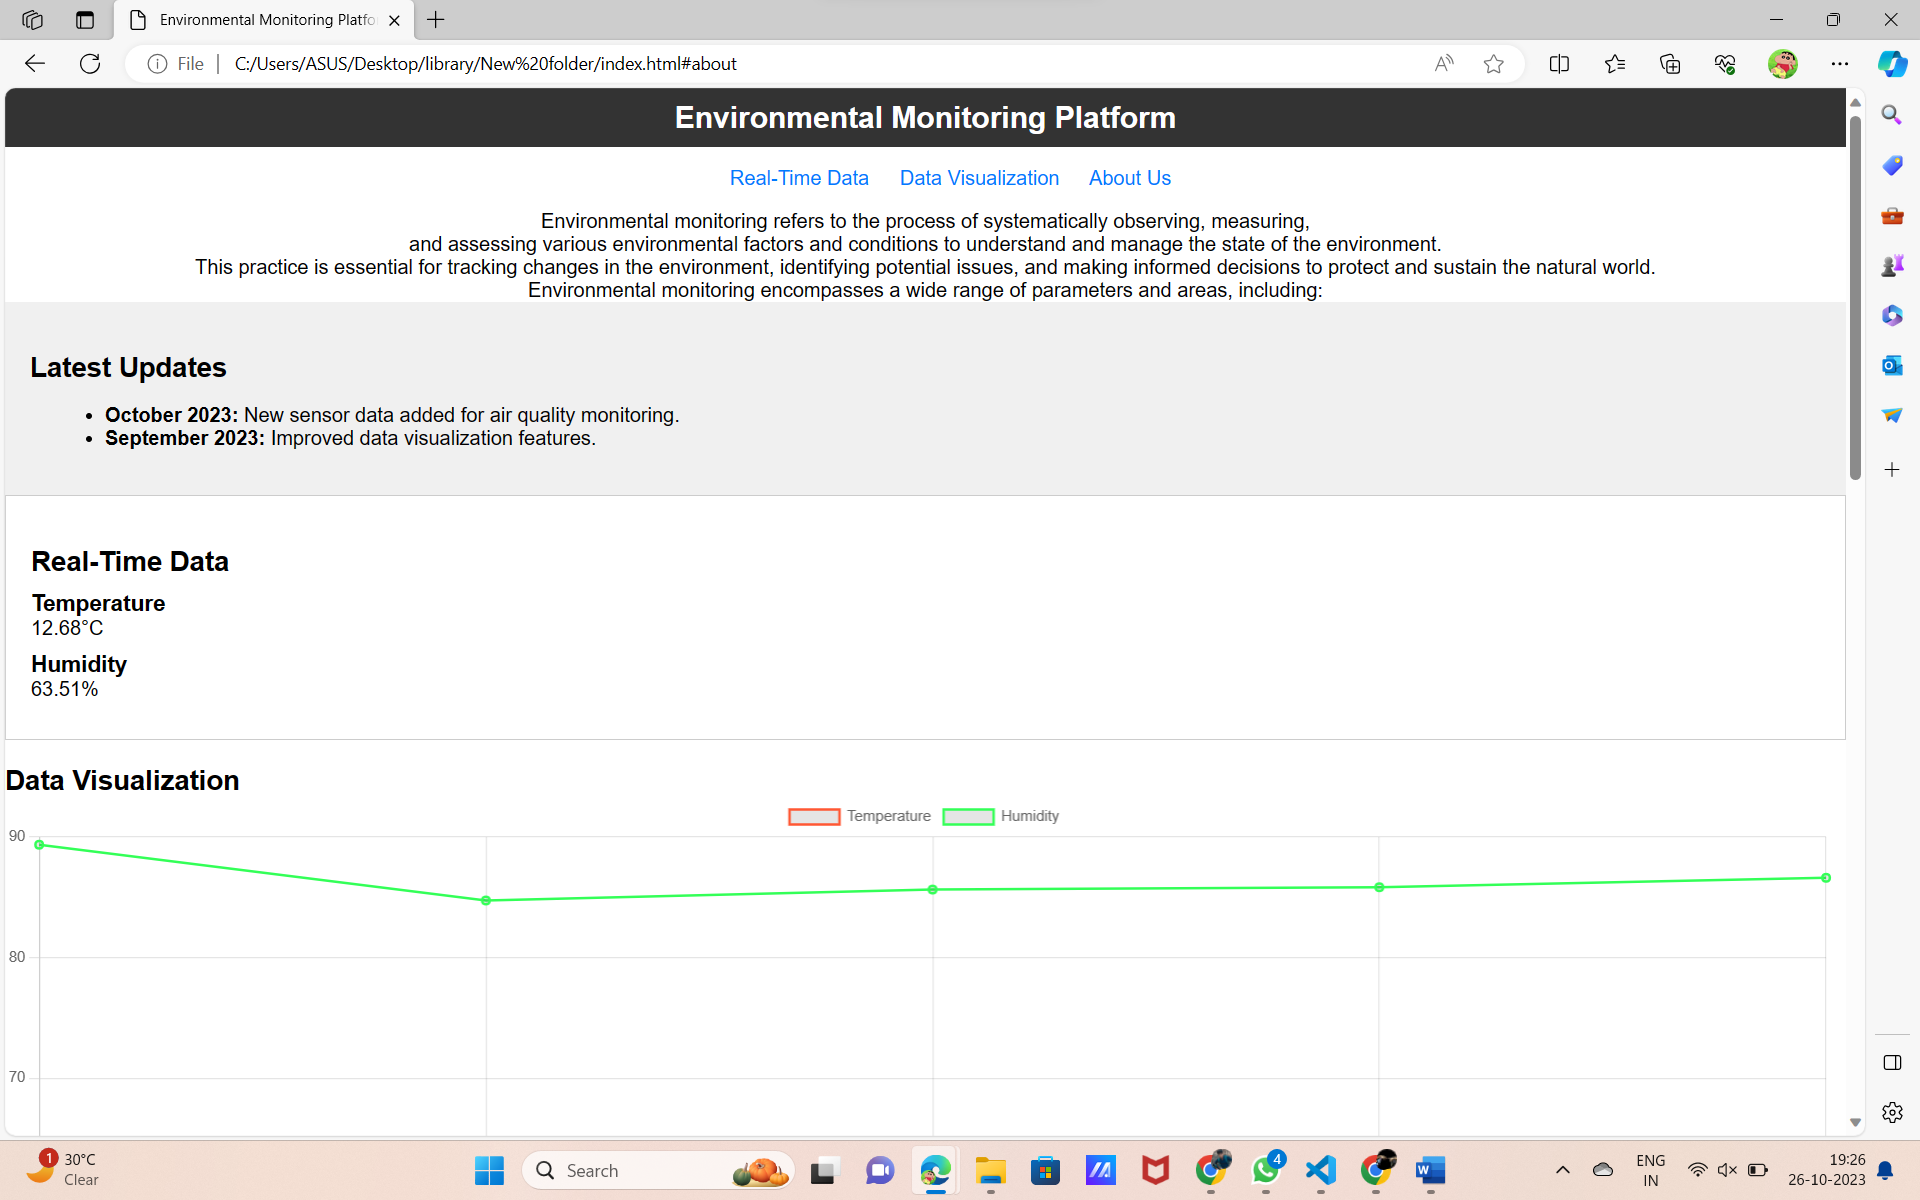 Environmental Monitoring Platfo
File
C:/Users/ASUS/Desktop/library/New%20folder/index.html#about
Environmental Monitoring Platform
Real-Time Data Data Visualization About Us
Environmental monitoring refers to the process of systematically observing, measuring,
and assessing various environmental factors and conditions to understand and manage the state of the environment.
This practice is essential for tracking changes in the environment, identifying potential issues, and making informed decisions to protect and sustain the natural world.
Environmental monitoring encompasses a wide range of parameters and areas, including:
Latest Updates
• October 2023: New sensor data added for air quality monitoring.
• September 2023: Improved data visualization features.
Real-Time Data
Temperature
12.68°C
Humidity
63.51%
Data Visualization
Temperature Humidity
90
80
70
1
30°C
Clear
Search
4
ENG
IN
19:26
26-10-2023